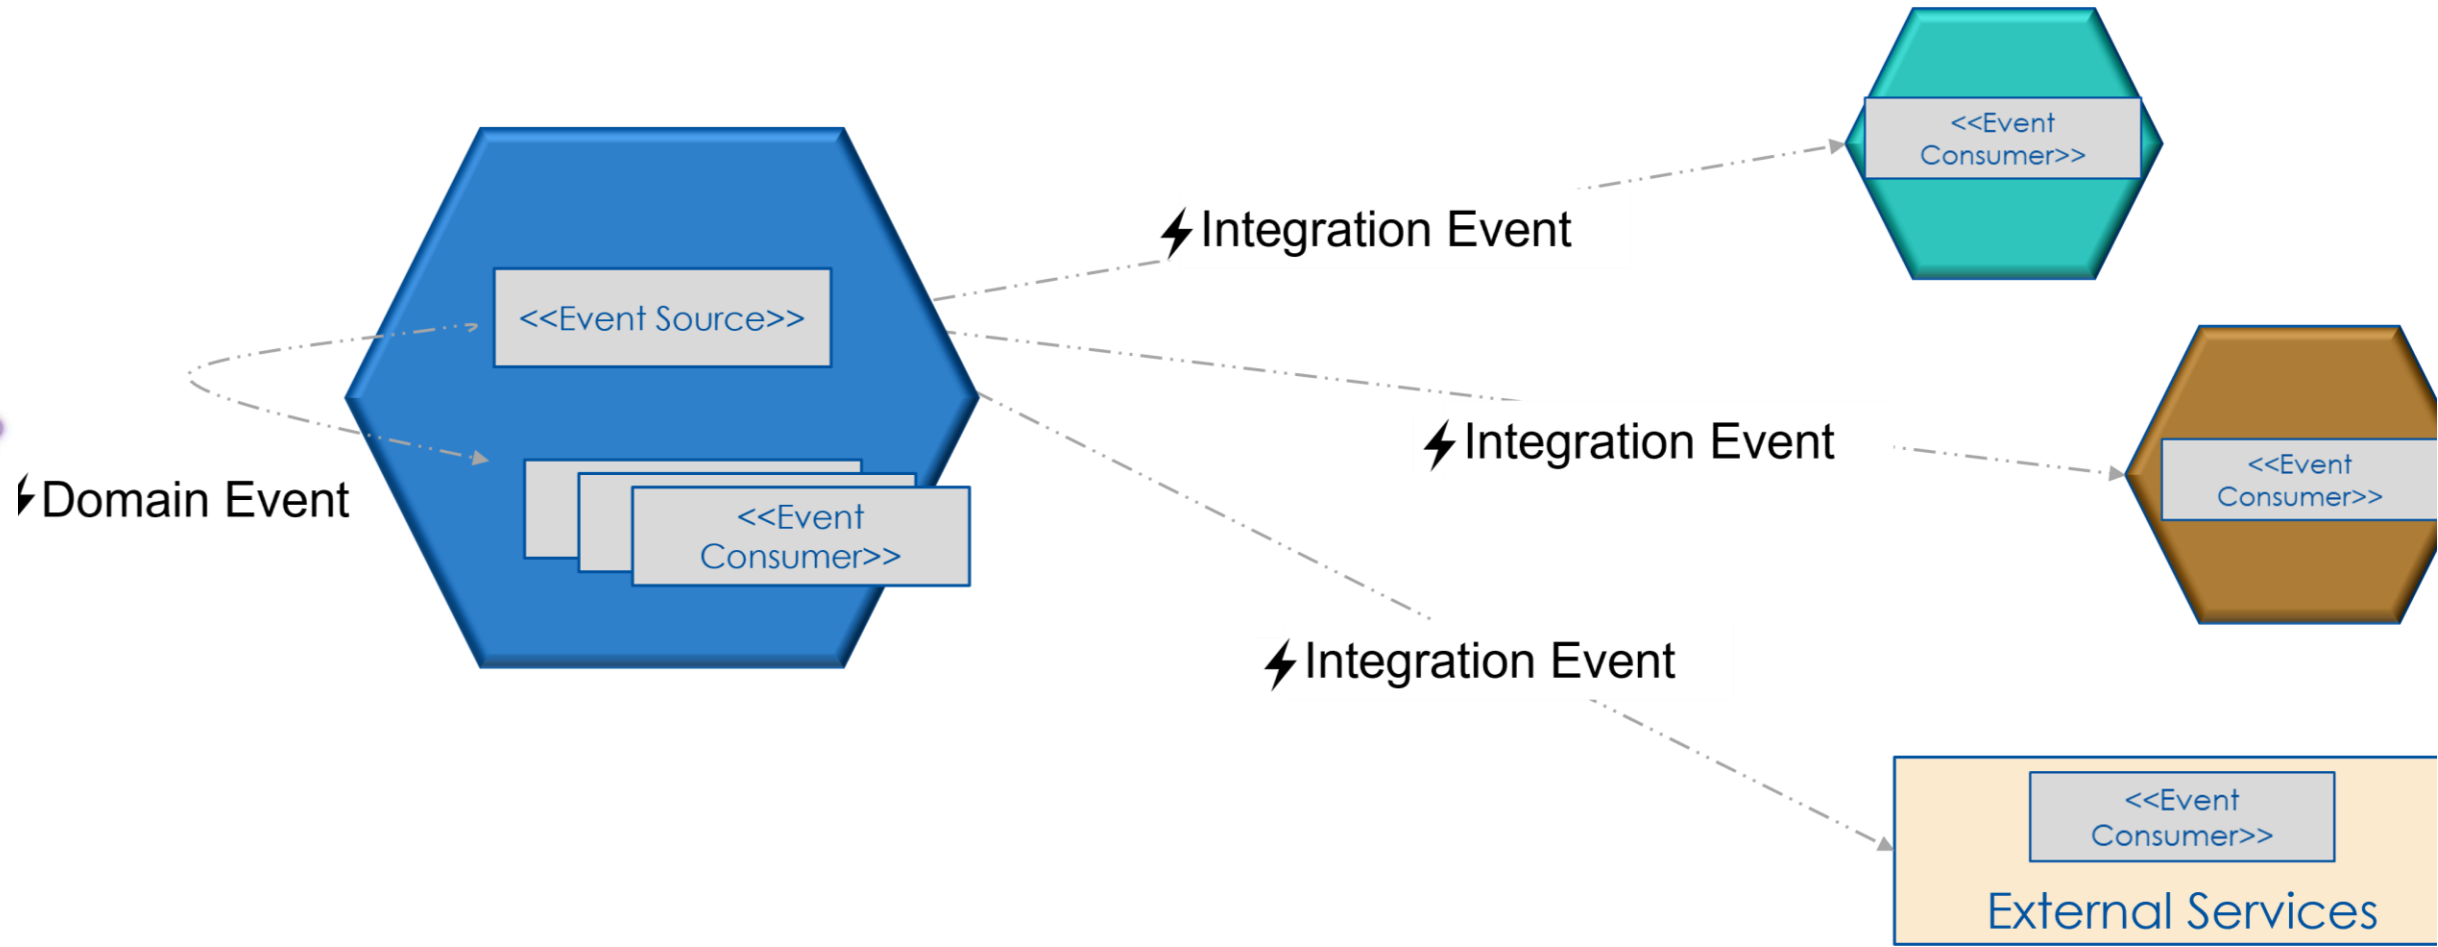 <<Event
Consumer>>
Integration Event
<<Event Source>>
Integration Event
<<Event
Consumer>>
Domain Event
<<Event
Consumer>>
Integration Event
<<Event
Consumer>>
External Services